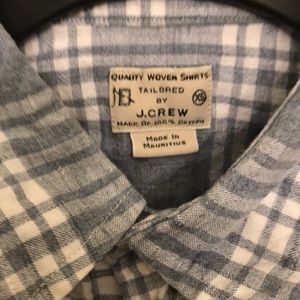 QUALITY WOVEN SHIRTS
TAILORED
BY
XS
J.CREW
MADE OF 100% COTTON
MADE IN
MAURITIUS